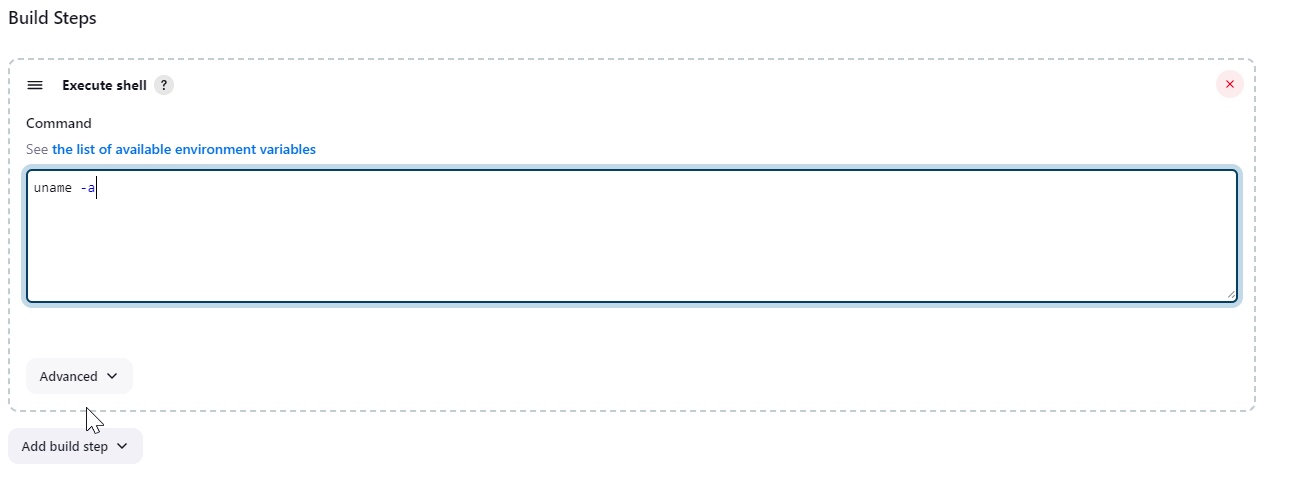 Build Steps
Execute shell ?
Command
See the list of available environment variables
uname -a
Advanced
Add build step